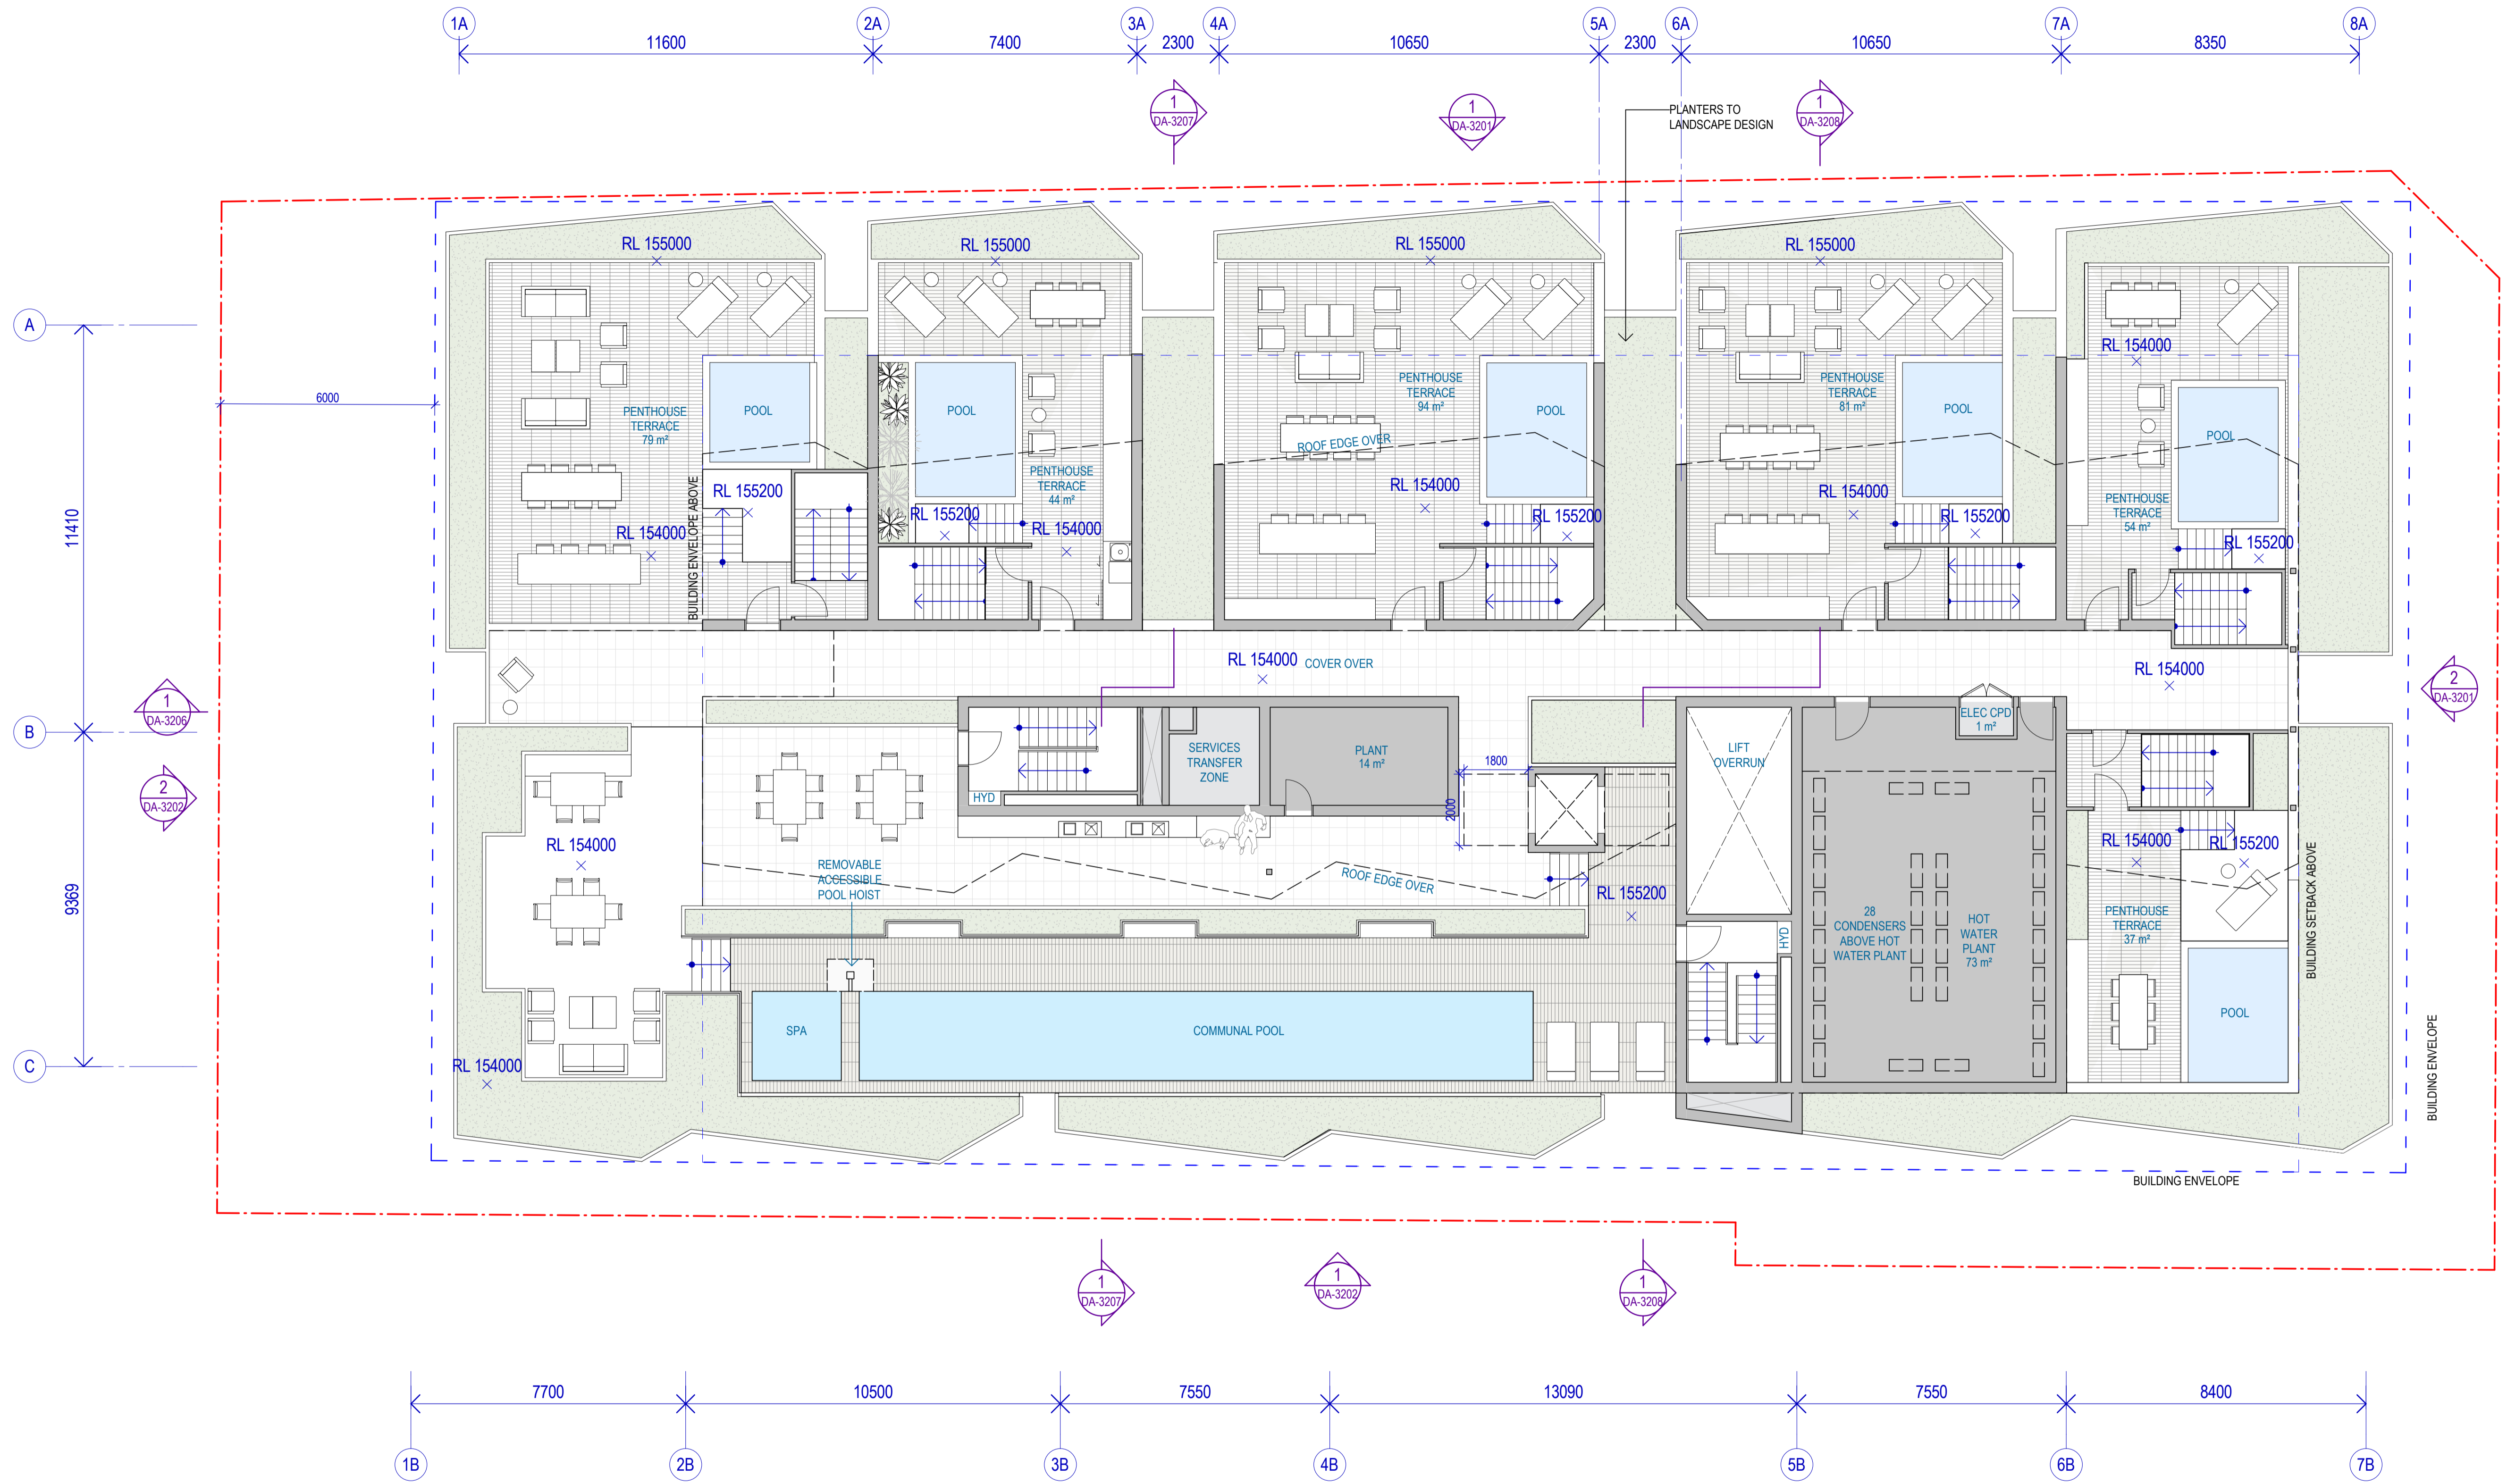 1A
2A
3A
4A
5A
6A
7A
8A
11600
7400
2300
10650
2300
10650
8350
1
DA-3207
1
DA-3201
PLANTERS TO
LANDSCAPE DESIGN
1
DA-3208
RL 155000
RL 155000
RL 155000
RL 155000
A
RL 154000
6000
PENTHOUSE
TERRACE
79 m²
POOL
POOL
PENTHOUSE
TERRACE
94 m²
POOL
PENTHOUSE
TERRACE
81 m²
POOL
POOL
ROOF EDGE OVER
PENTHOUSE
TERRACE
44 m²
PENTHOUSE
TERRACE
54 m²
11410
BUILDING ENVELOPE ABOVE
RL 155200
RL 154000
RL 155200
RL 154000
RL 154000
RL 155200
RL 154000
RL 155200
RL 155200
RL 154000
COVER OVER
RL 154000
1
DA-3206
2
DA-3201
B
ELEC CPD
1 m²
SERVICES
TRANSFER
ZONE
PLANT
14 m²
LIFT
OVERRUN
2
DA-3202
HYD
1800
2000
RL 154000
RL 154000
RL 155200
REMOVABLE
ACCESSIBLE
POOL HOIST
ROOF EDGE OVER
RL 155200
9369
28
CONDENSERS
ABOVE HOT
WATER PLANT
HOT
WATER
PLANT
73 m²
HYD
PENTHOUSE
TERRACE
37 m²
BUILDING SETBACK ABOVE
POOL
SPA
COMMUNAL POOL
C
RL 154000
BUILDING ENVELOPE
BUILDING ENVELOPE
1
DA-3207
1
DA-3202
1
DA-3208
7700
10500
7550
13090
7550
8400
1B
2B
3B
4B
5B
6B
7B